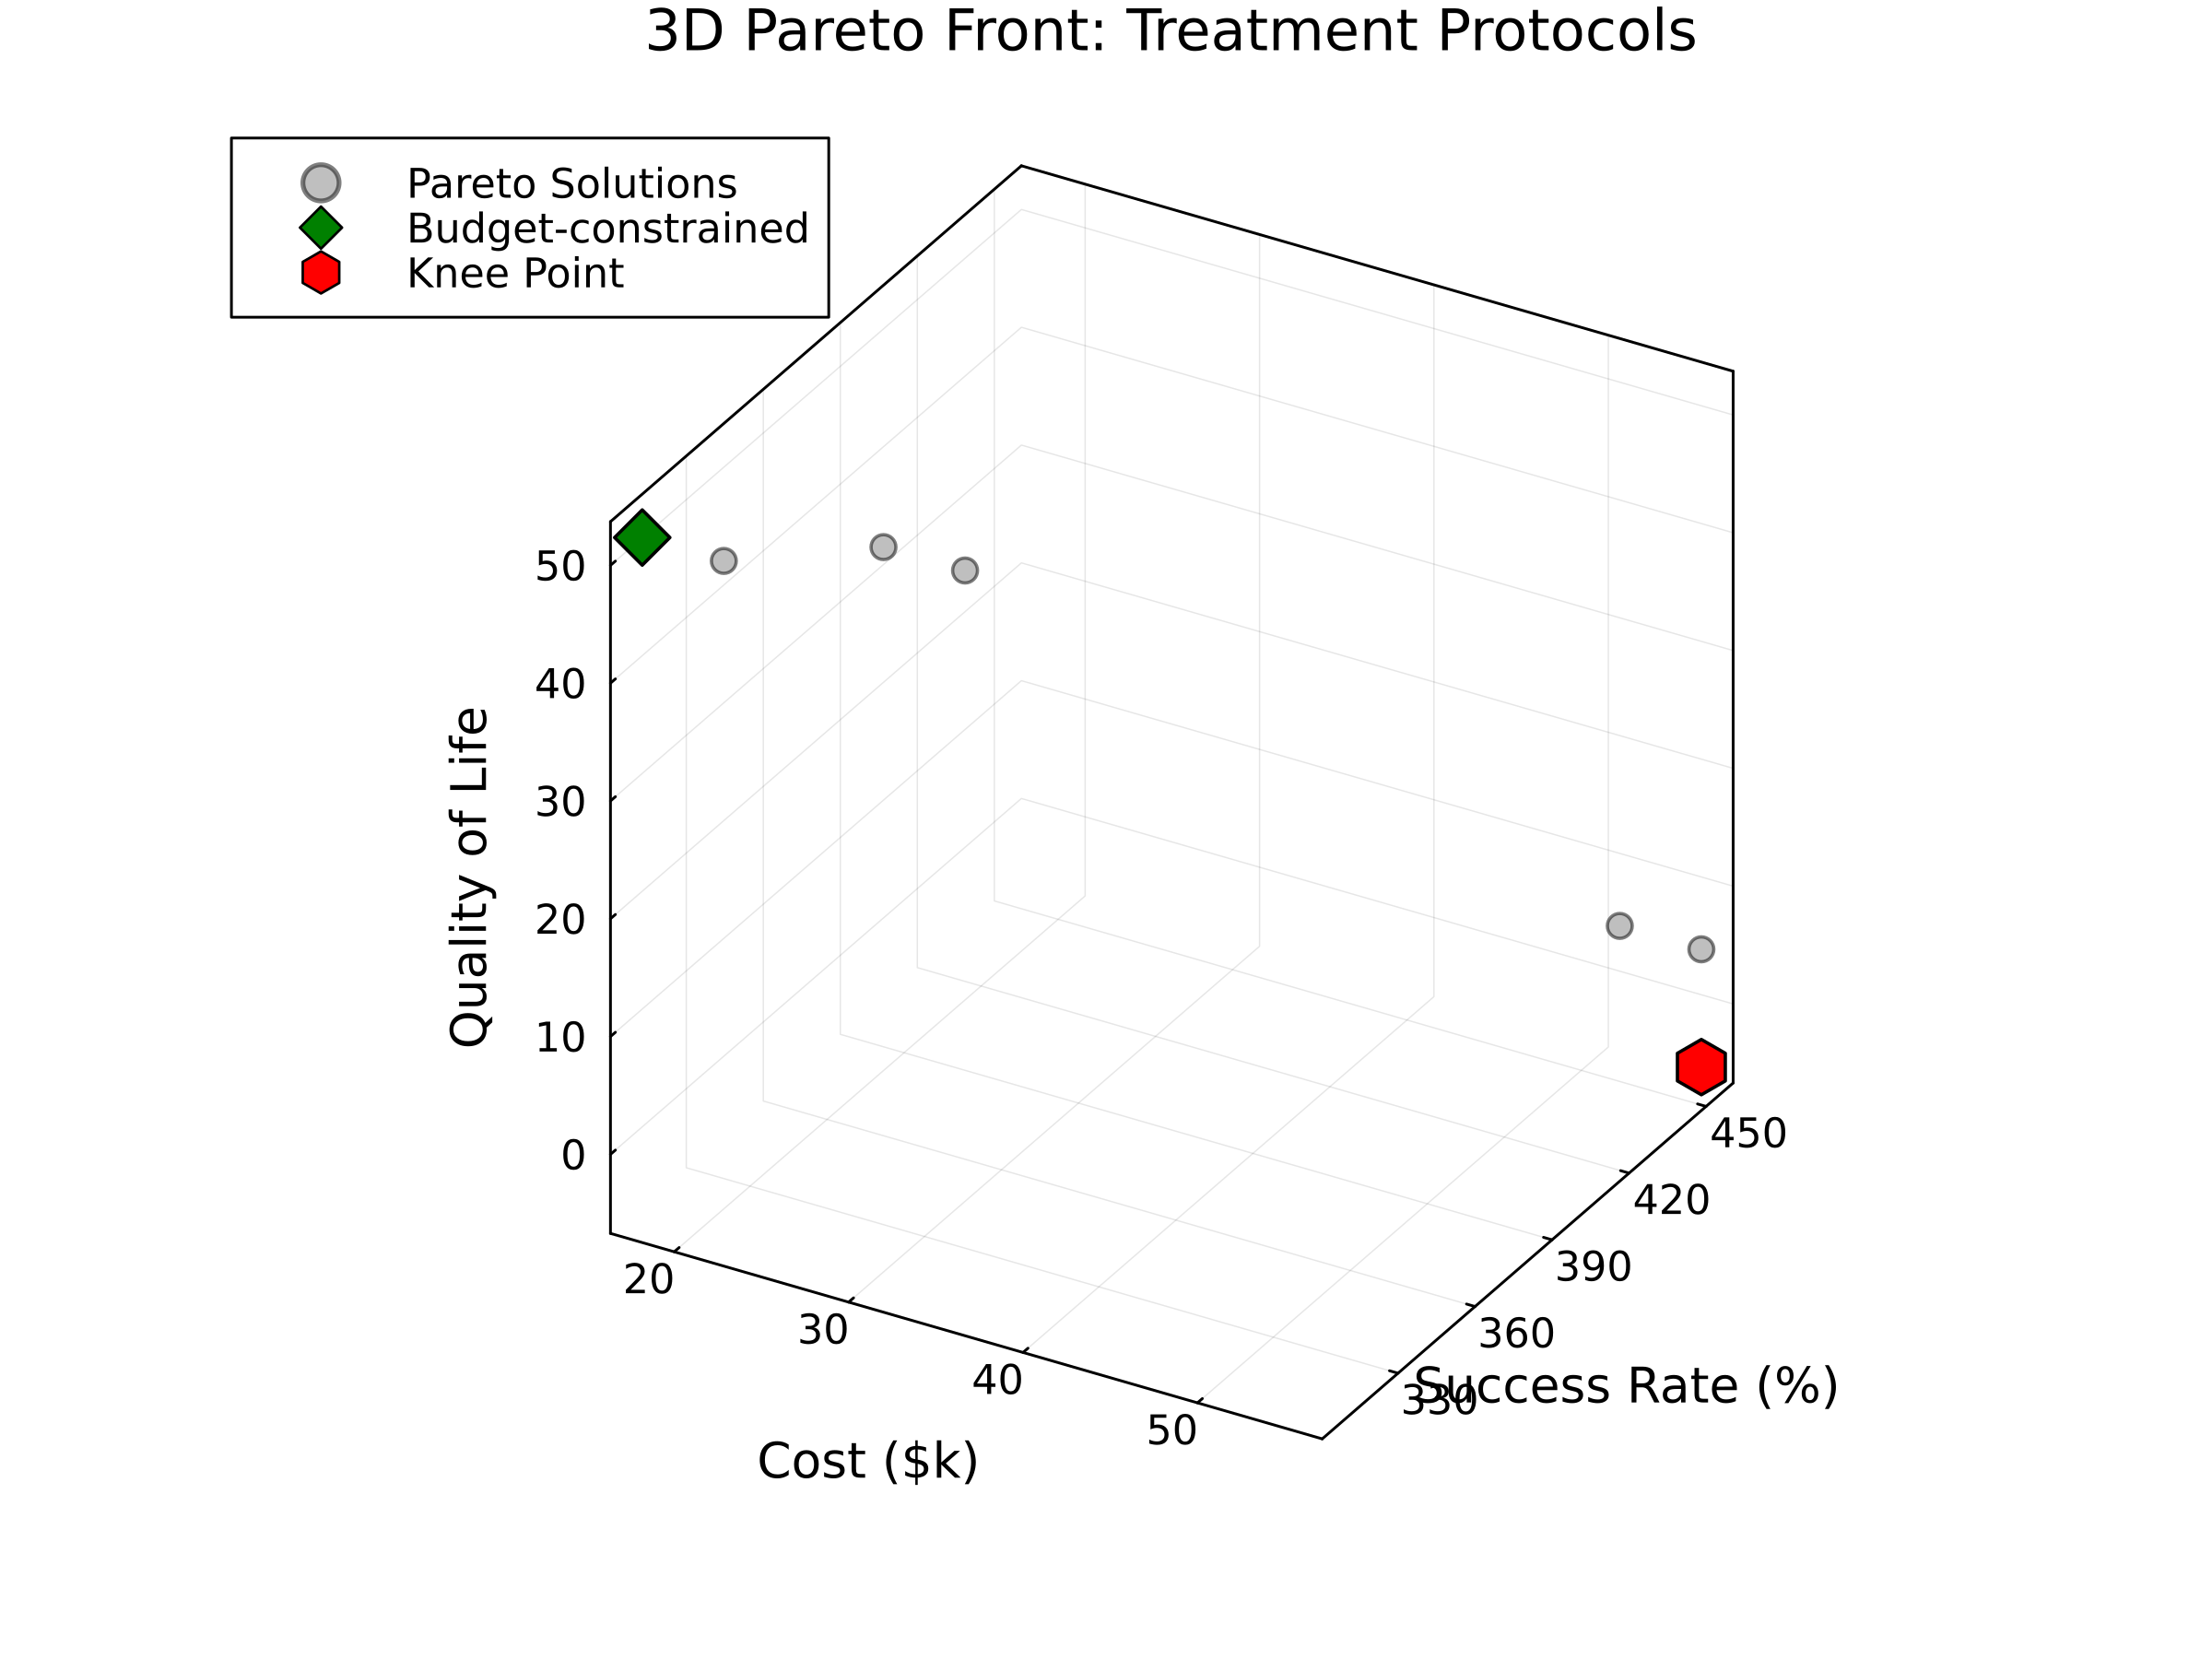 3D Pareto Front: Treatment Protocols
Pareto Solutions
Budget-constrained
Knee Point
50
40
30
20
10
0
Quality of Life
20
30
40
50
Cost ($k)
450
420
390
360
330
Success Rate (%)